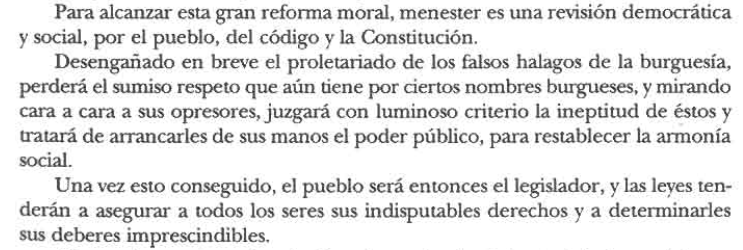 Para alcanzar esta gran reforma moral, menester es una revisión democrática
y social, por el pueblo, del código y la Constitución.
Desengañado en breve el proletariado de los falsos halagos de la burguesía,
perderá el sumiso respeto que aún tiene por ciertos nombres burgueses, y mirando
cara a cara a sus opresores, juzgará con luminoso criterio la ineptitud de éstos y
tratará de arrancarles de sus manos el poder público, para restablecer la armonía
social.
Una vez esto conseguido, el pueblo será entonces el legislador, y las leyes ten-
derán a asegurar a todos los seres sus indisputables derechos y a determinarles
sus deberes imprescindibles.